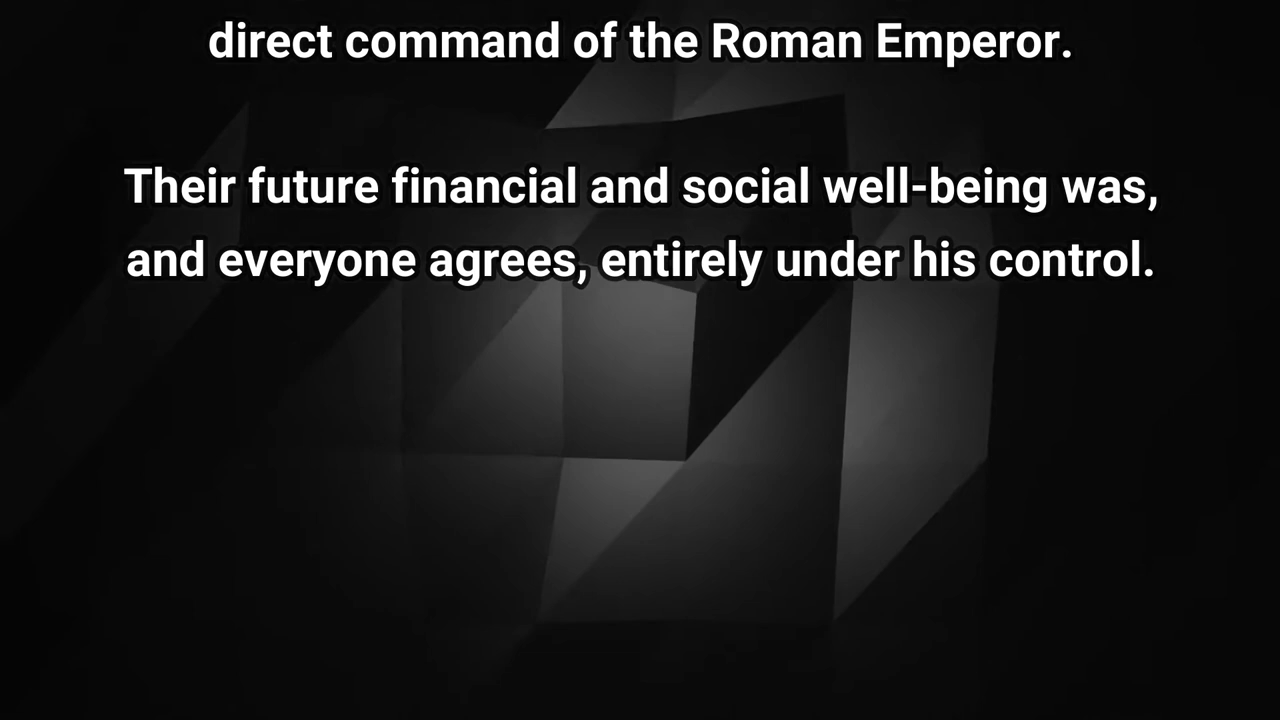 direct command of the Roman Emperor.
Their future financial and social well-being was,
and everyone agrees, entirely under his control.